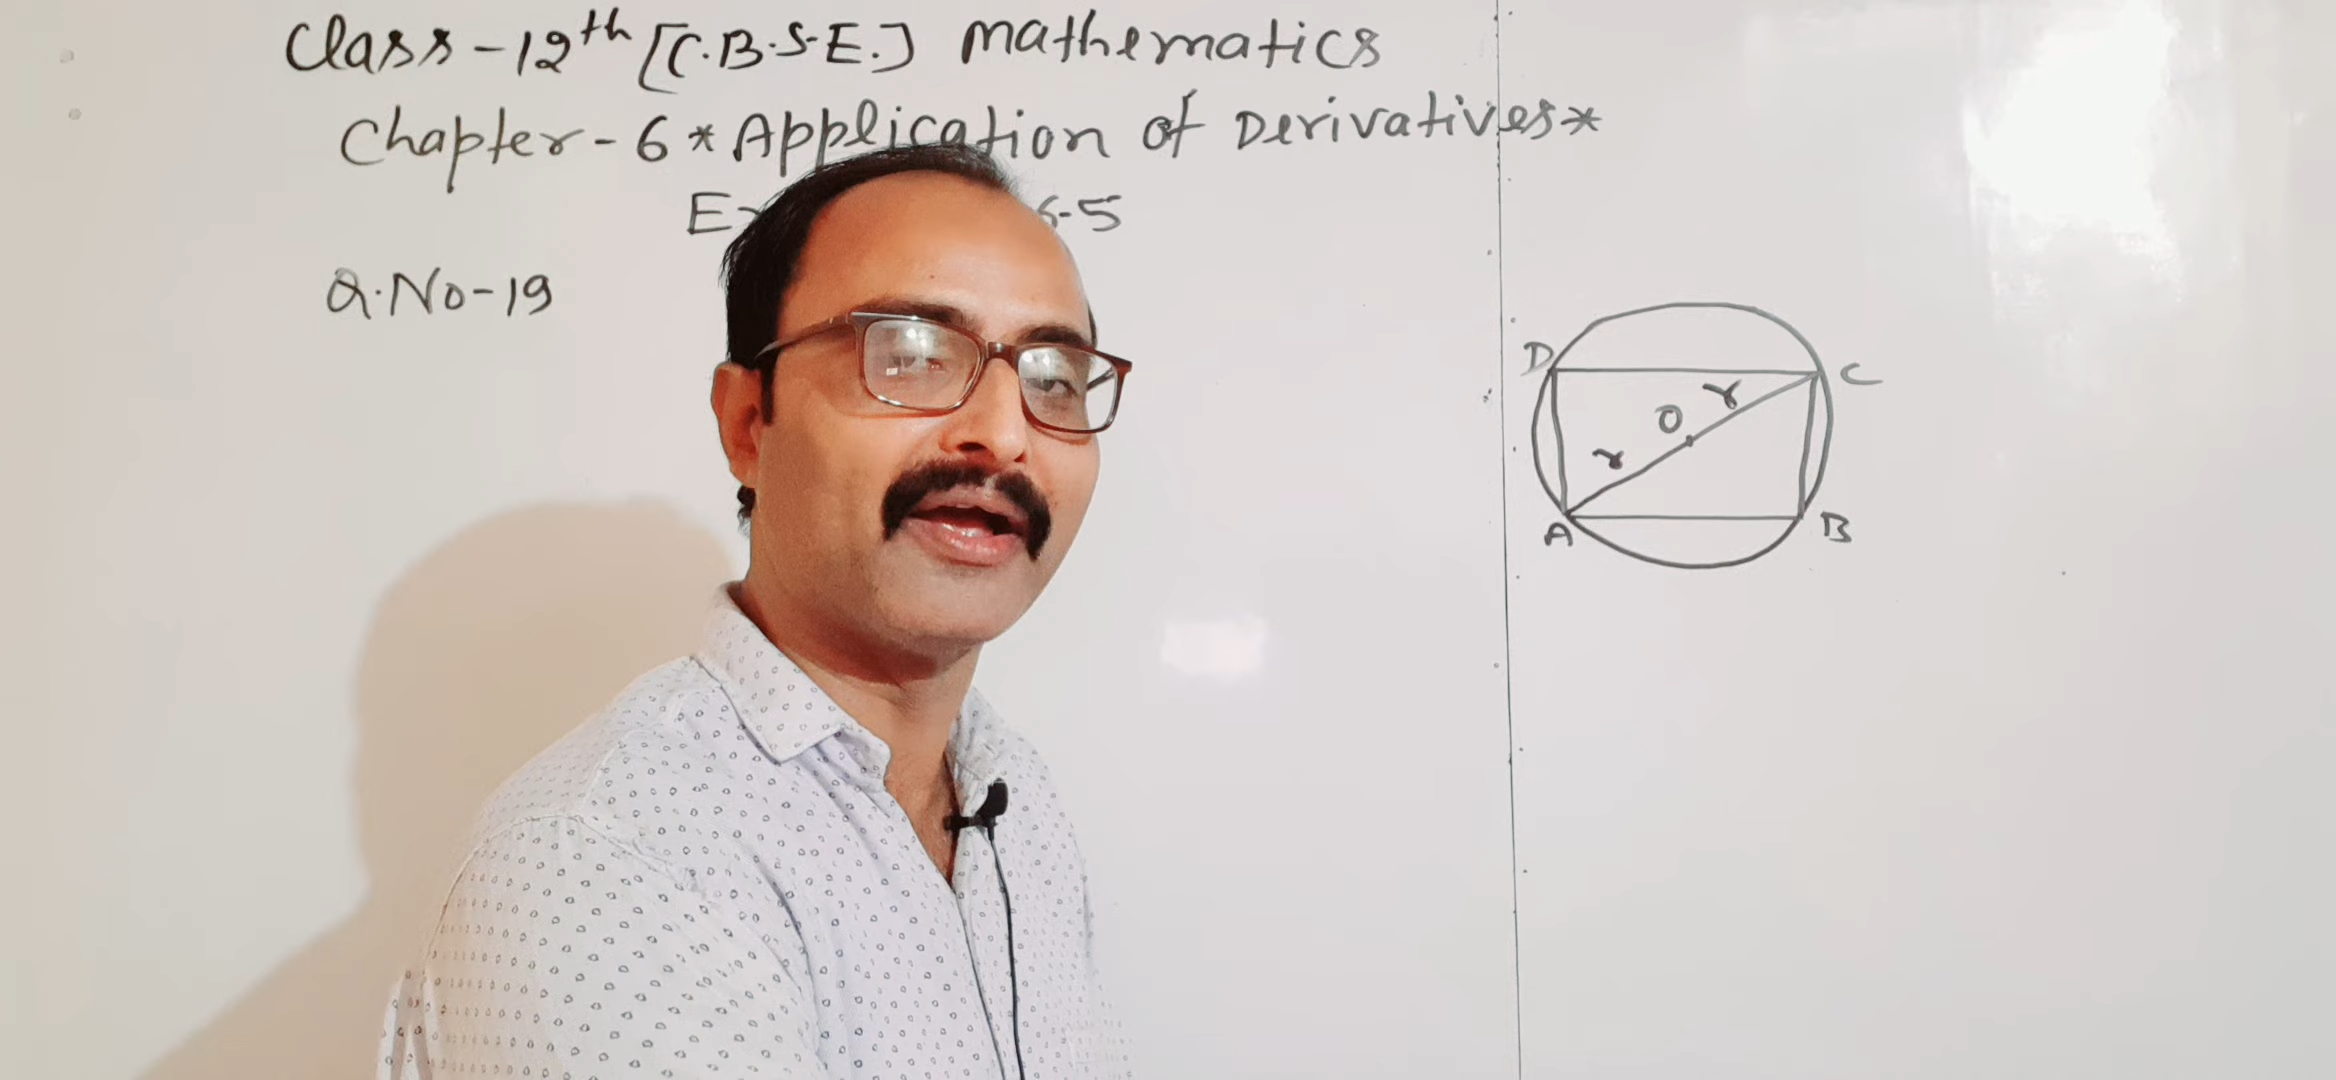 Class-12th [C.B.S.E.] mathematics
Chapter-6 * Application of Derivatives *
6-5
Q.No-19
D
C
r
O
r
A
B